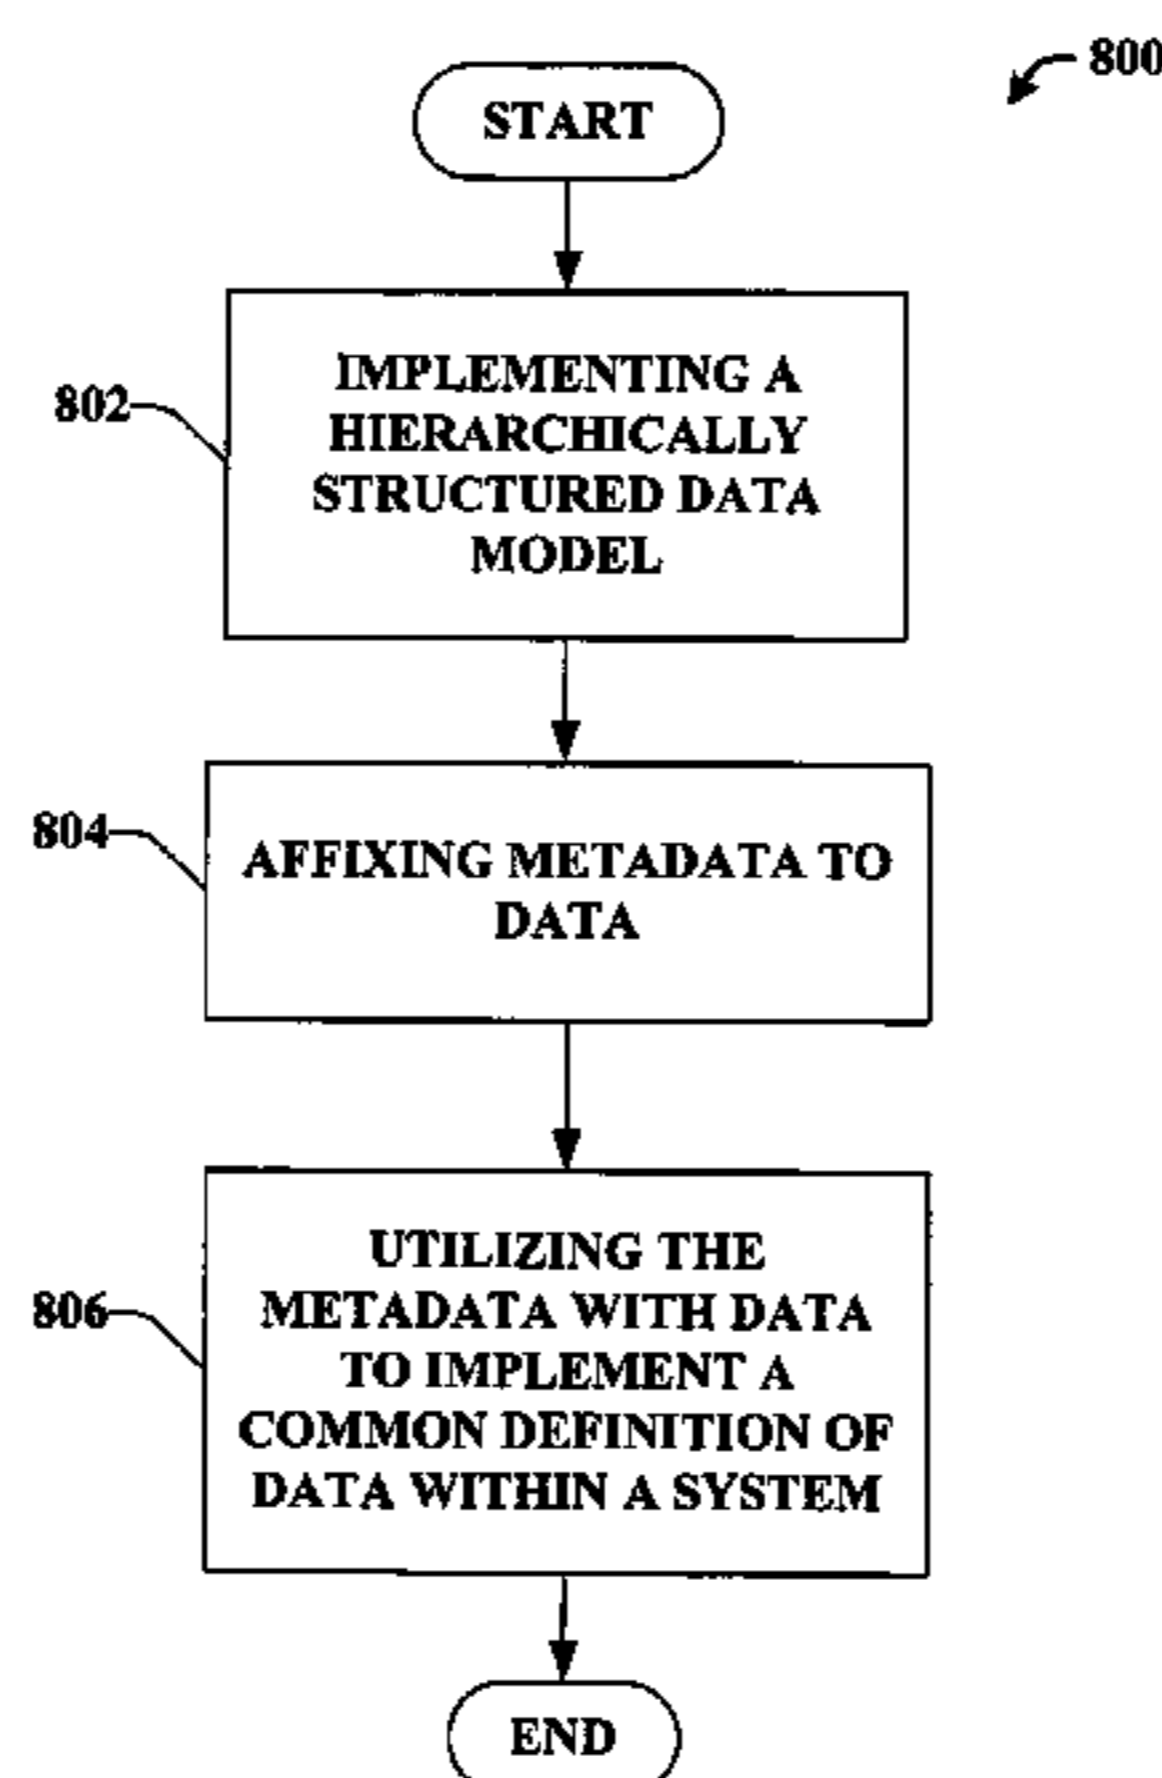 800
START
802
IMPLEMENTING A
HIERARCHICALLY
STRUCTURED DATA
MODEL
804
AFFIXING METADATA TO
DATA
806
UTILIZING THE
METADATA WITH DATA
TO IMPLEMENT A
COMMON DEFINITION OF
DATA WITHIN A SYSTEM
END